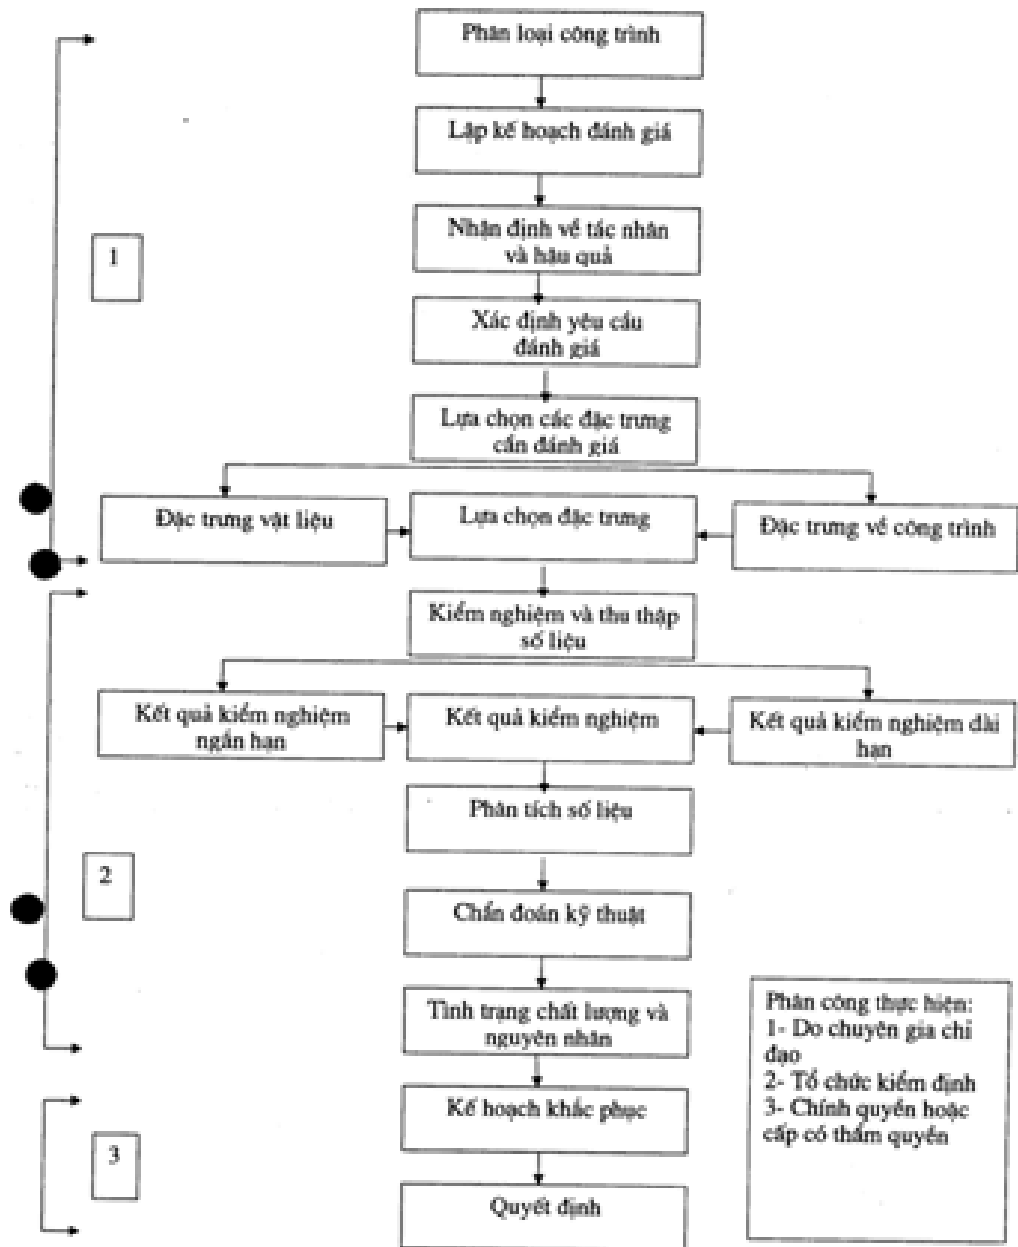 Phân loại công trình
Lập kế hoạch đánh giá
Nhận định về tác nhân
và hậu quả
1
Xác định yêu cầu
đánh giá
Lựa chọn các đặc trưng
cần đánh giá
Đặc trưng vật liệu
Lựa chọn đặc trưng
Đặc trưng về công trình
Kiểm nghiệm và thu thập
số liệu
Kết quả kiểm nghiệm
ngắn hạn
Kết quả kiểm nghiệm
Kết quả kiểm nghiệm dài
hạn
Phân tích số liệu
2
Chẩn đoán kỹ thuật
Tình trạng chất lượng và
nguyên nhân
Phân công thực hiện:
1- Do chuyên gia chỉ
đạo
2- Tổ chức kiểm định
3- Chính quyền hoặc
cấp có thẩm quyền
Kế hoạch khắc phục
3
Quyết định